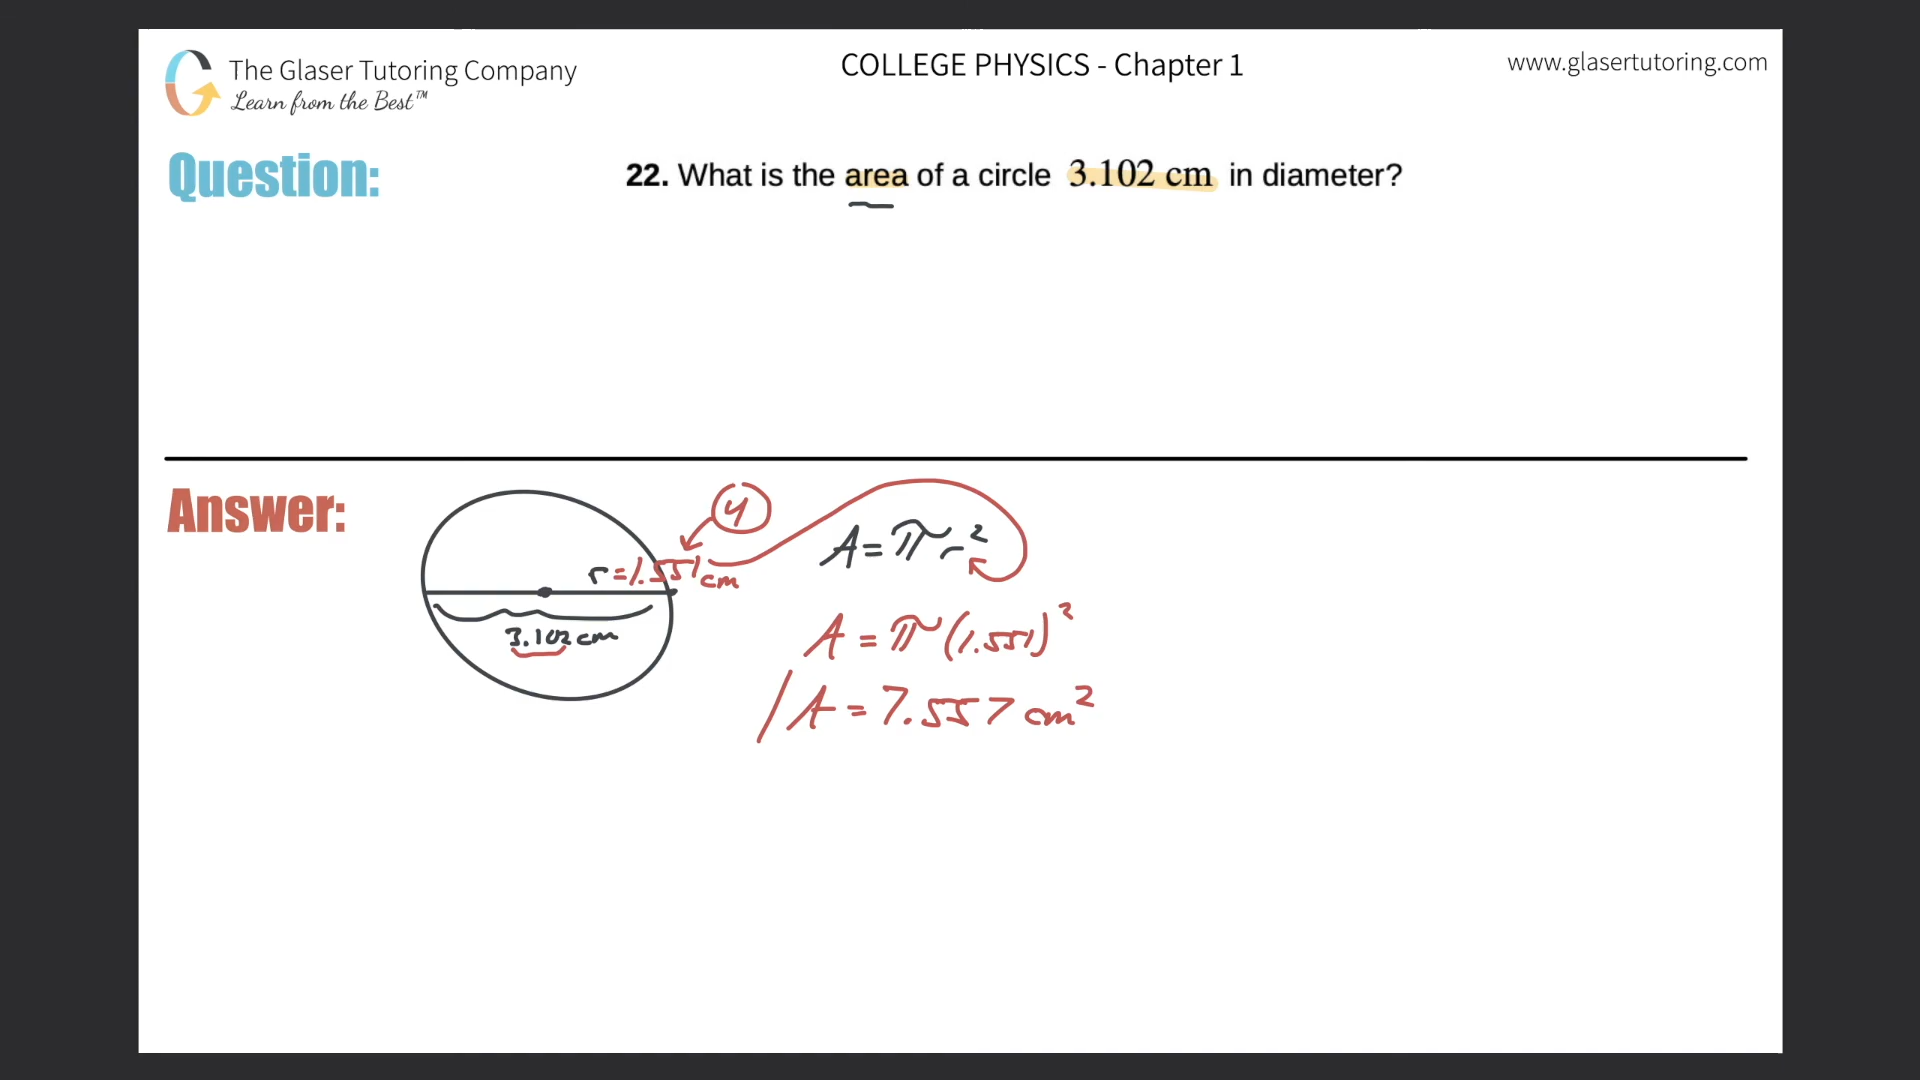 The Glaser Tutoring Company
Learn from the Best™
COLLEGE PHYSICS - Chapter 1
www.glasertutoring.com
Question:
22. What is the area of a circle 3.102 cm in diameter?
Answer:
4
r = 1.551 cm
3.102 cm
A = πr²
A = π(1.551)²
A = 7.557 cm²